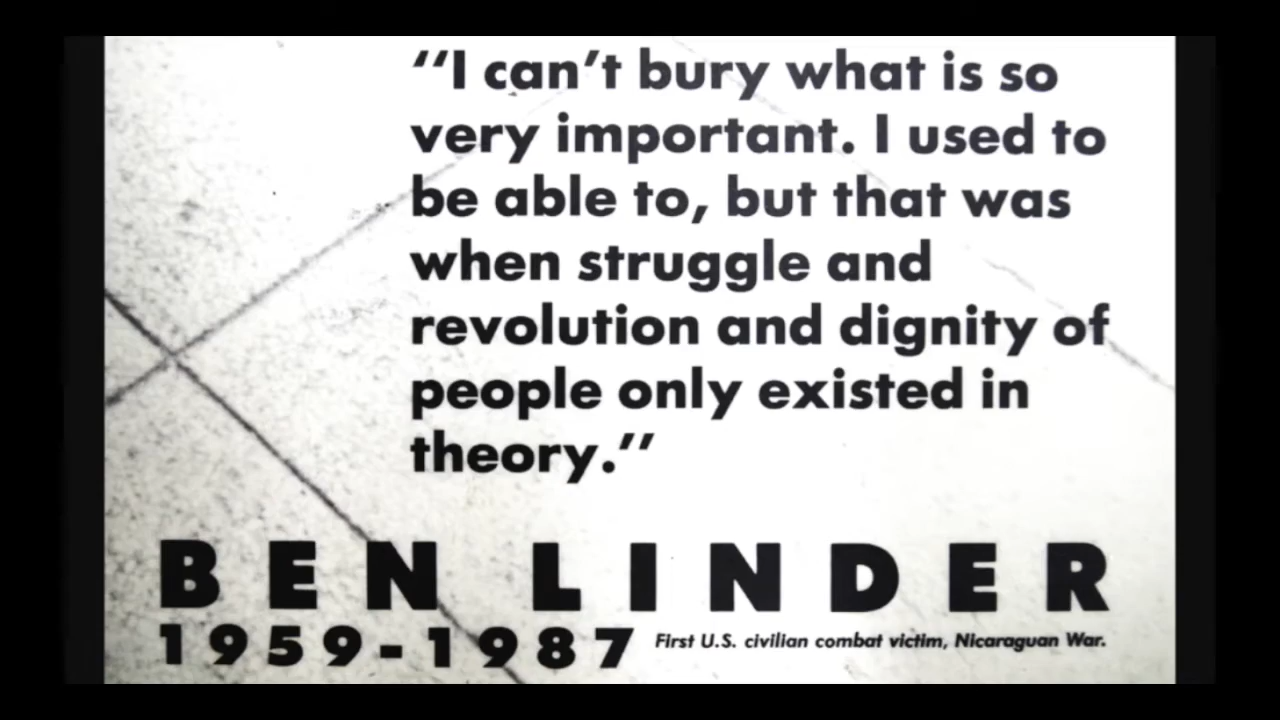 “I can’t bury what is so
very important. I used to
be able to, but that was
when struggle and
revolution and dignity of
people only existed in
theory.”
BEN LINDER
1959-1987 First U.S. civilian combat victim, Nicaraguan War.